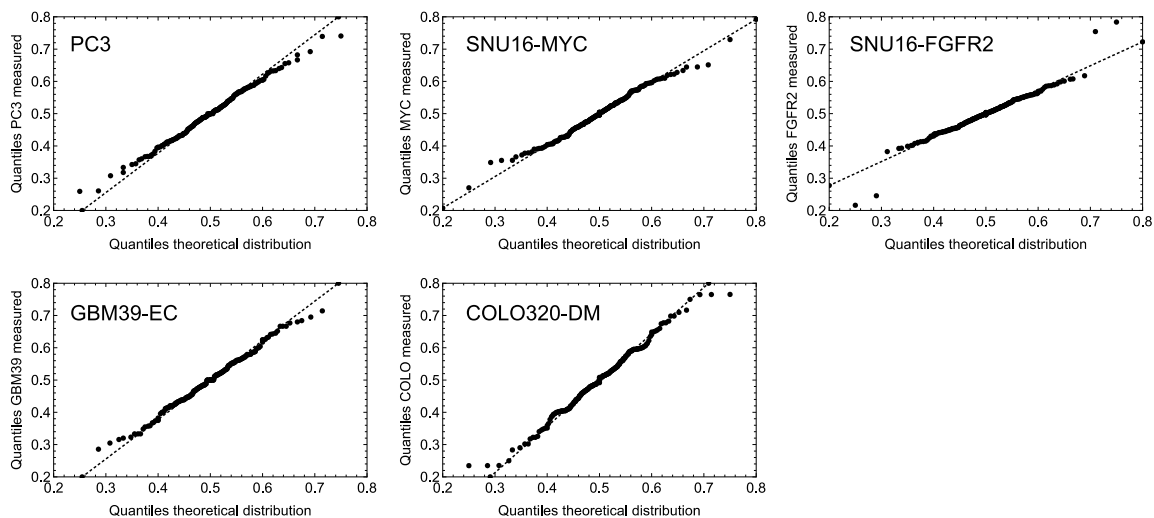 PC3
Quantiles PC3 measured
0.8
0.7
0.6
0.5
0.4
0.3
0.2
0.2 0.3 0.4 0.5 0.6 0.7 0.8
Quantiles theoretical distribution
SNU16-MYC
Quantiles MYC measured
0.8
0.7
0.6
0.5
0.4
0.3
0.2
0.2 0.3 0.4 0.5 0.6 0.7 0.8
Quantiles theoretical distribution
SNU16-FGFR2
Quantiles FGFR2 measured
0.8
0.7
0.6
0.5
0.4
0.3
0.2
0.2 0.3 0.4 0.5 0.6 0.7 0.8
Quantiles theoretical distribution
GBM39-EC
Quantiles GBM39 measured
0.8
0.7
0.6
0.5
0.4
0.3
0.2
0.2 0.3 0.4 0.5 0.6 0.7 0.8
Quantiles theoretical distribution
COLO320-DM
Quantiles COLO measured
0.8
0.7
0.6
0.5
0.4
0.3
0.2
0.2 0.3 0.4 0.5 0.6 0.7 0.8
Quantiles theoretical distribution